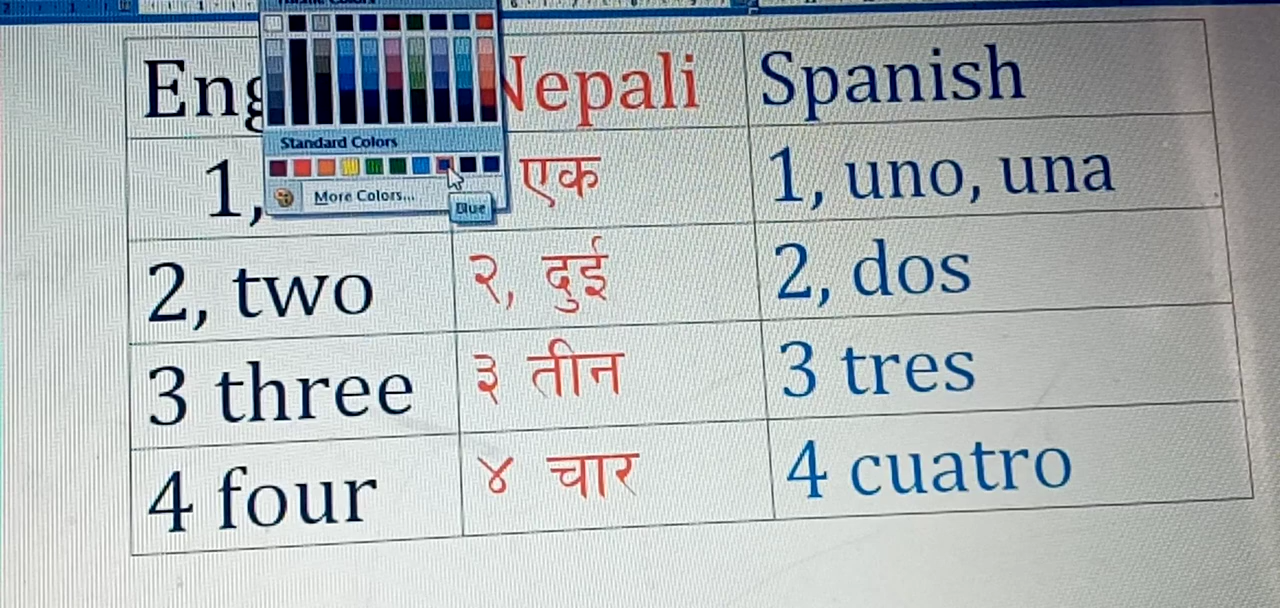 Standard Colors
More Colors...
Blue
Nepali Spanish
1, एक 1, uno, una
2, two २, दुई 2, dos
3 three ३ तीन 3 tres
4 four ४ चार 4 cuatro